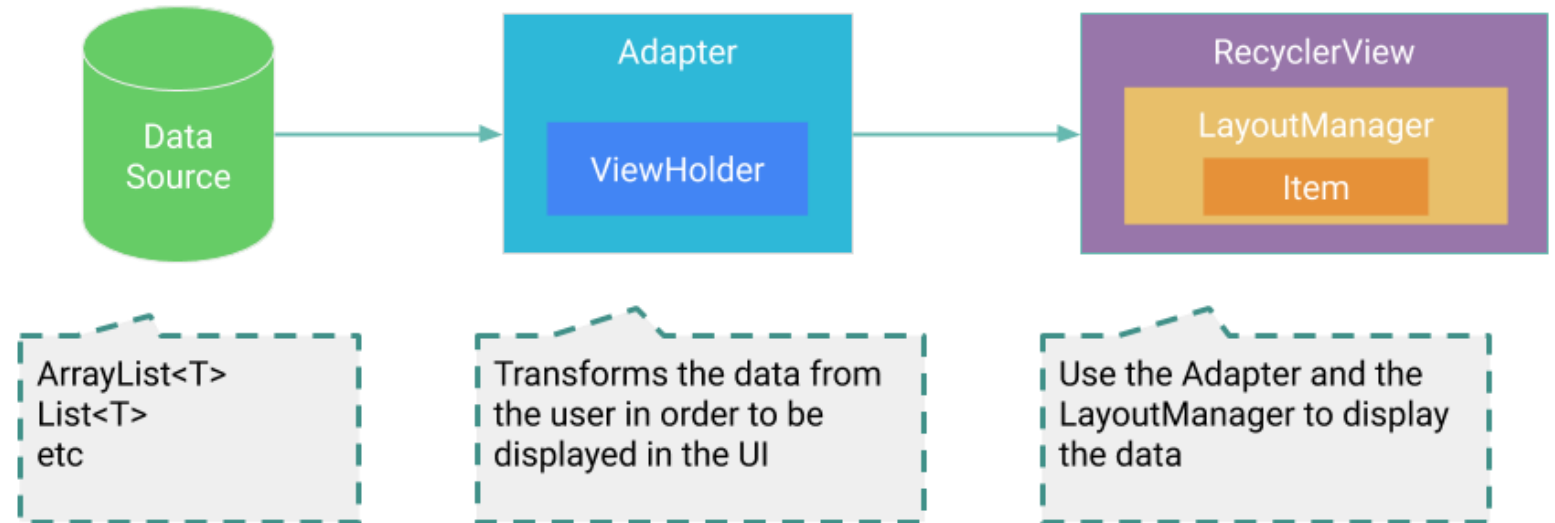 Data
Source
Adapter
ViewHolder
RecyclerView
LayoutManager
Item
ArrayList<T>
List<T>
etc
Transforms the data from
the user in order to be
displayed in the UI
Use the Adapter and the
LayoutManager to display
the data